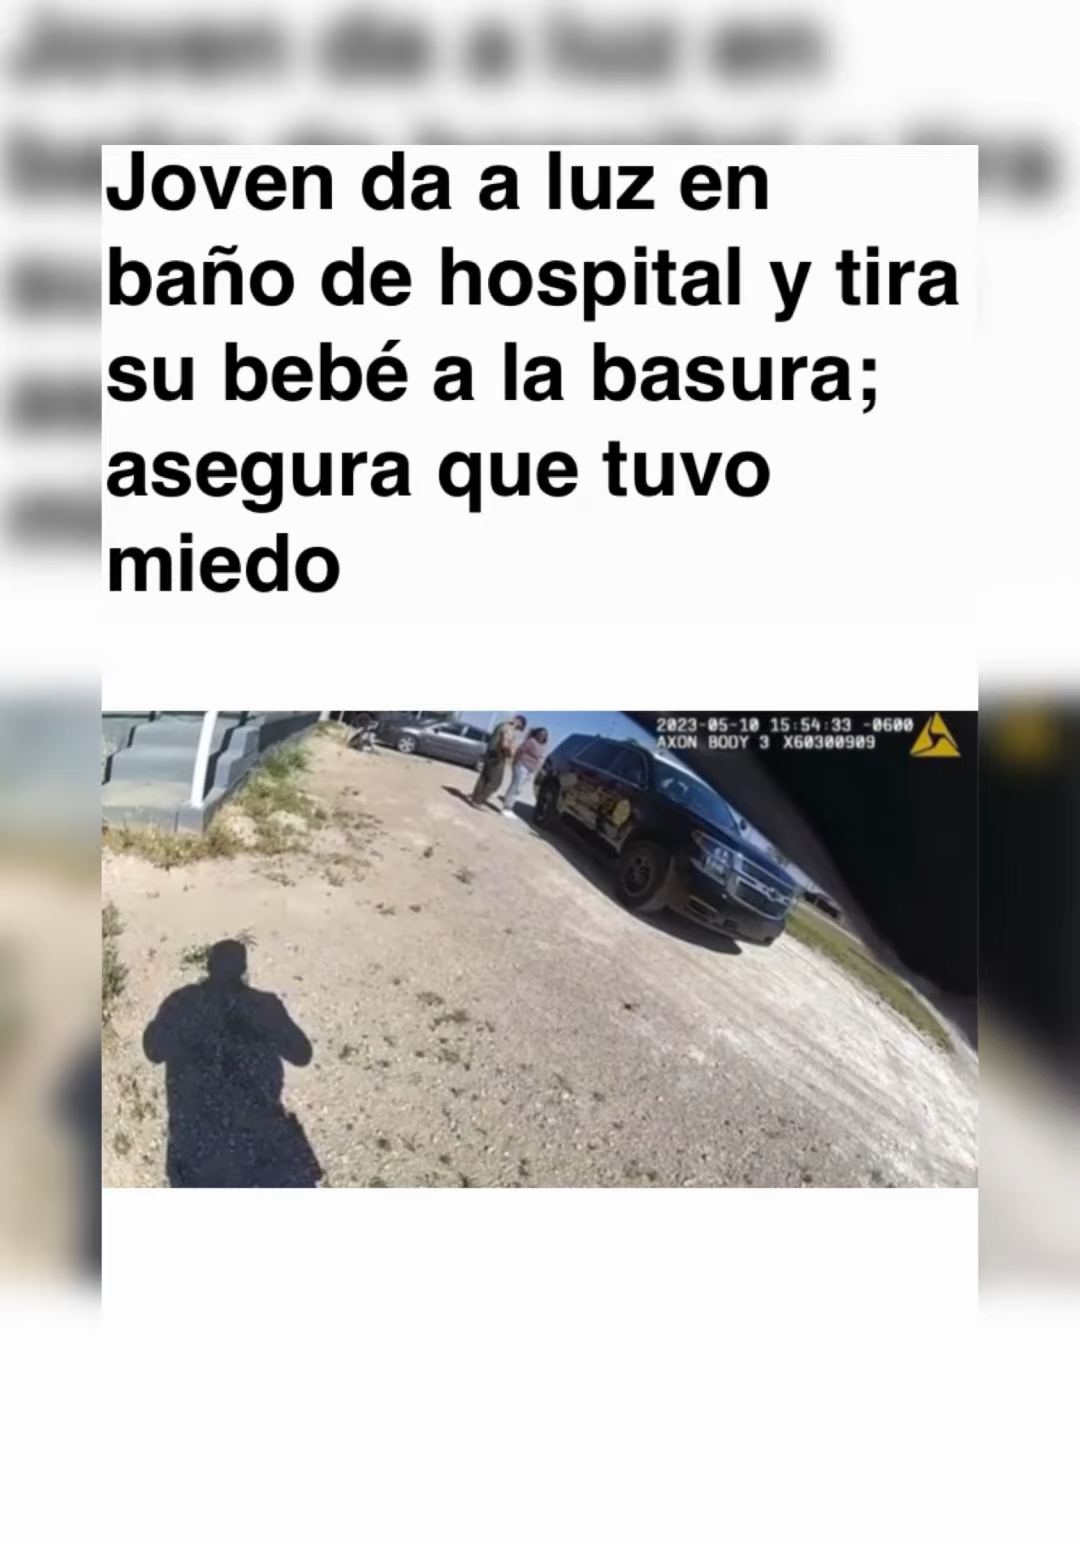 Joven da a luz en
baño de hospital y tira
su bebé a la basura;
asegura que tuvo
miedo
2023-05-10 15:54:33 -0600
AXON BODY 3 X60300909